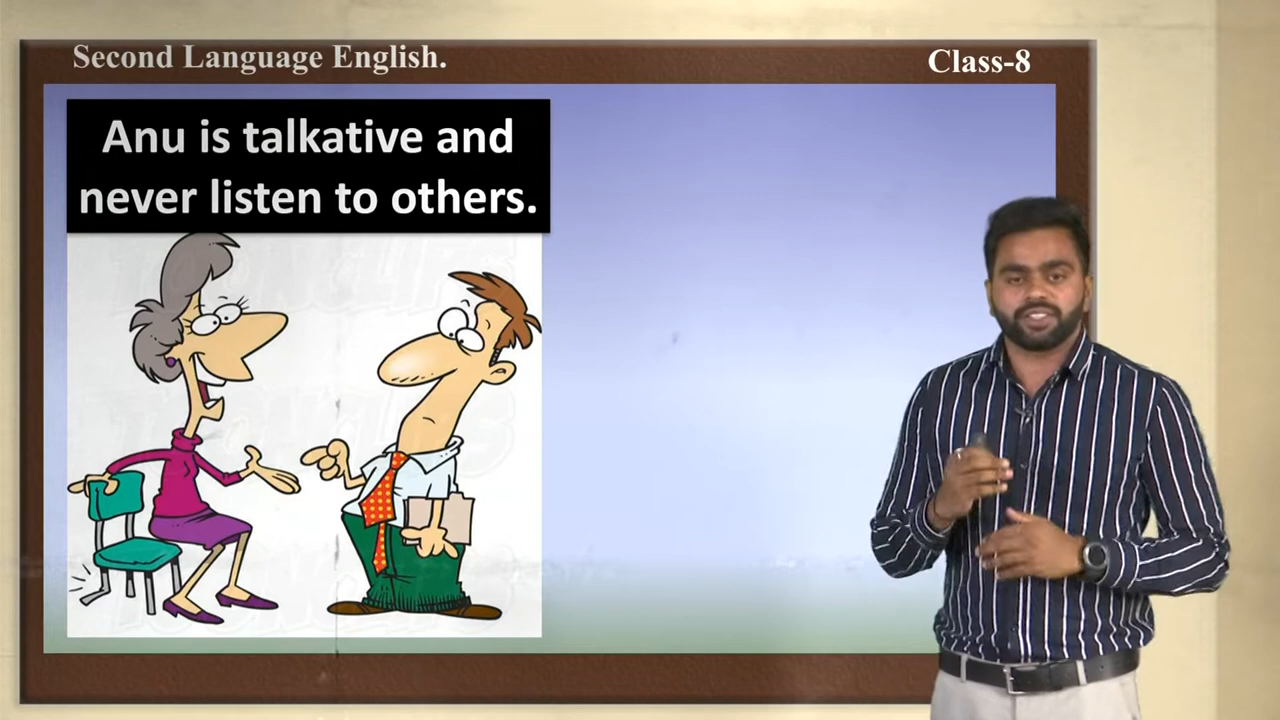 Second Language English.
Class-8
Anu is talkative and
never listen to others.